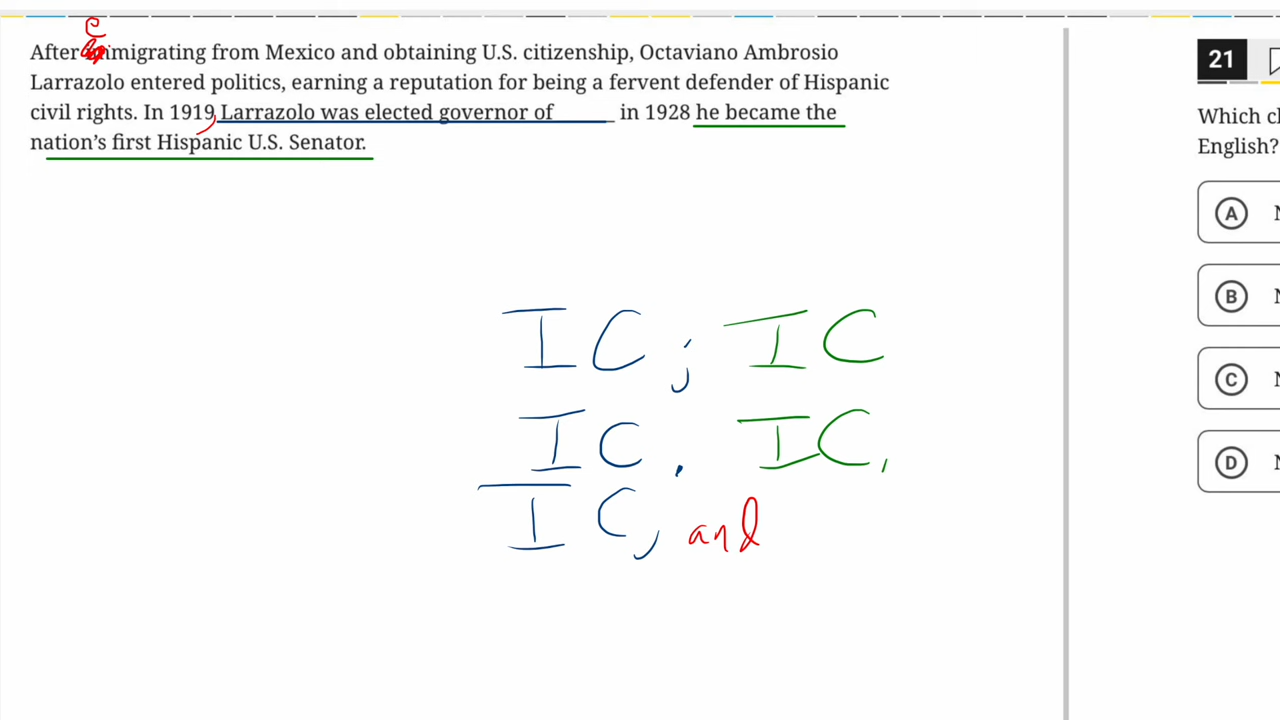 e
After immigrating from Mexico and obtaining U.S. citizenship, Octaviano Ambrosio
Larrazolo entered politics, earning a reputation for being a fervent defender of Hispanic
civil rights. In 1919, Larrazolo was elected governor of ______ in 1928 he became the
nation’s first Hispanic U.S. Senator.
IC; IC
IC. IC,
IC, and
21
Which
English?
A
B
C
D